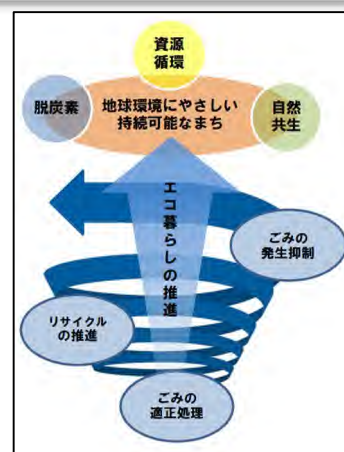 資源
循環
脱炭素
地球環境にやさしい
持続可能なまち
自然
共生
エコ暮らしの推進
ごみの
発生抑制
リサイクル
の推進
ごみの
適正処理